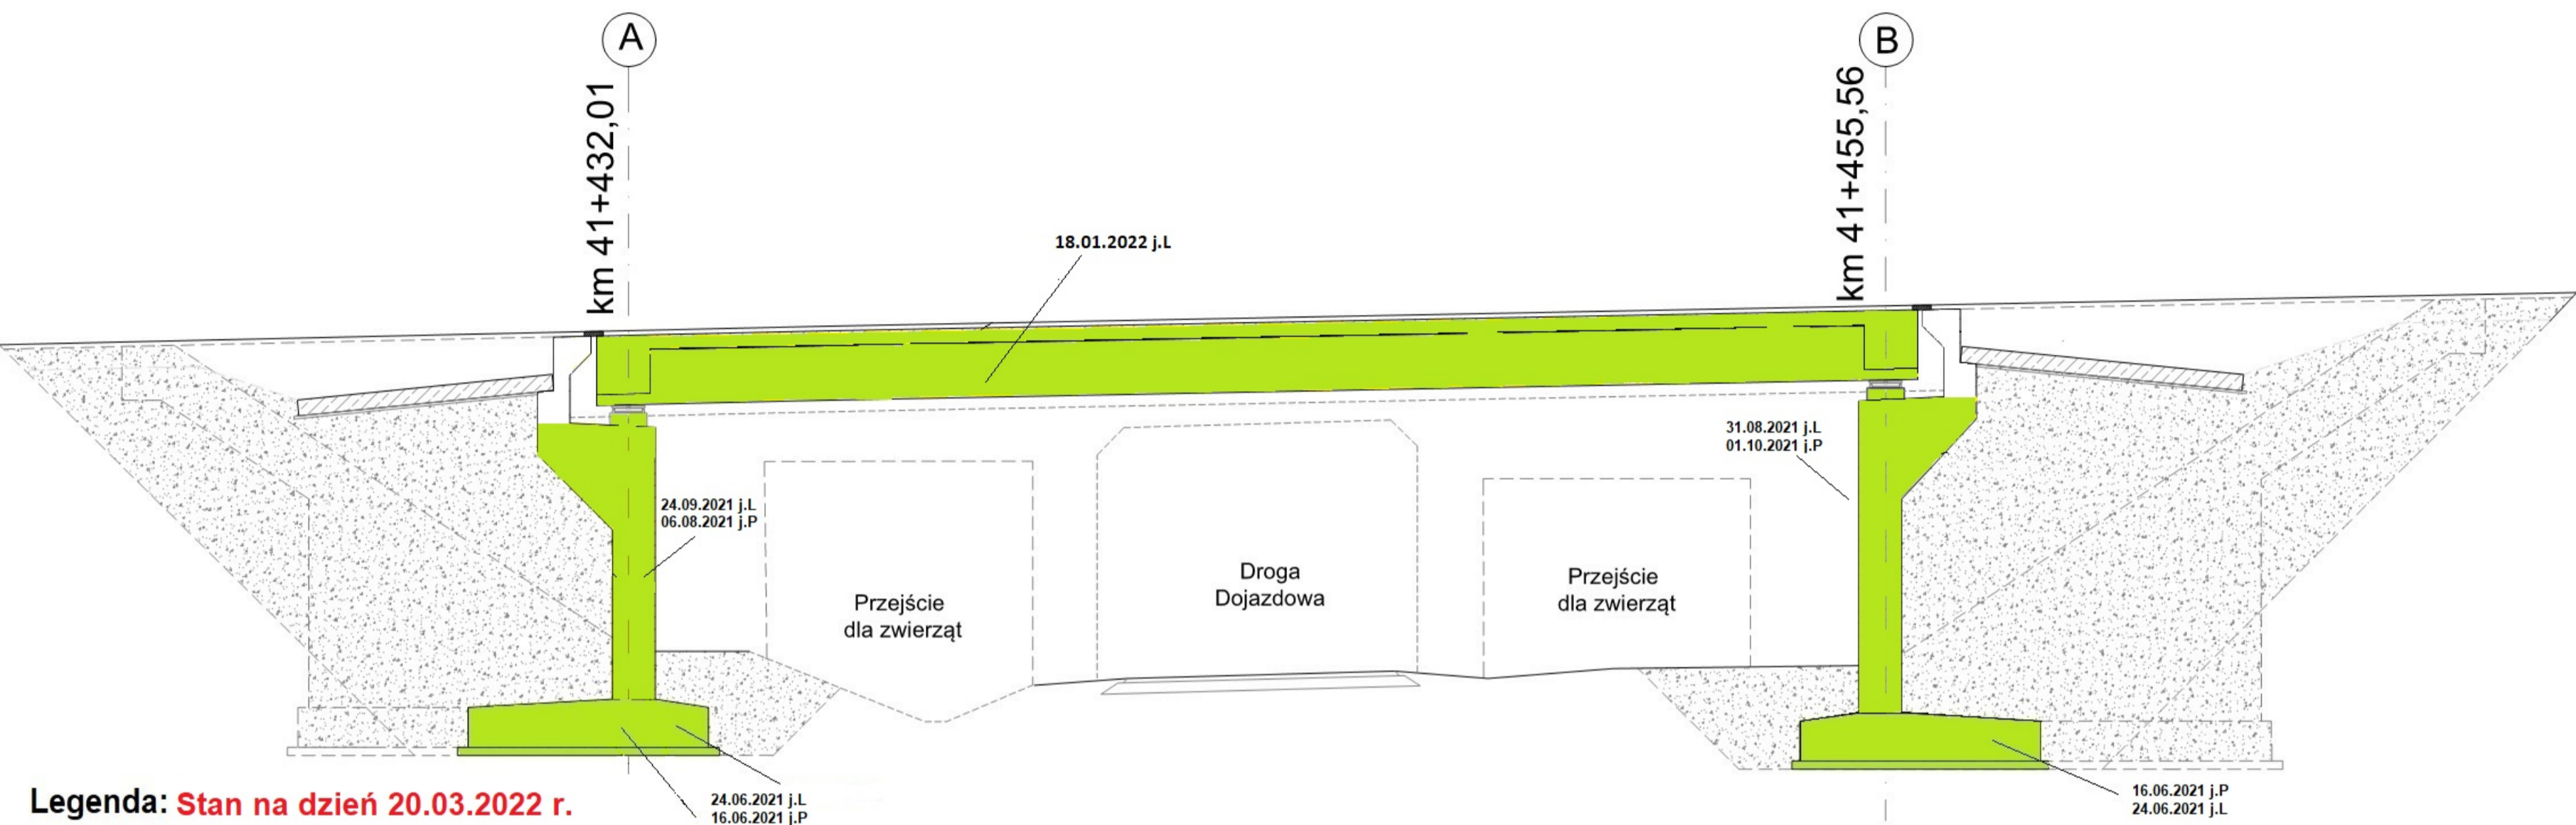 A
B
km 41+432,01
km 41+455,56
18.01.2022 j.L
31.08.2021 j.L
01.10.2021 j.P
24.09.2021 j.L
06.08.2021 j.P
Przejście
dla zwierząt
Droga
Dojazdowa
Przejście
dla zwierząt
Legenda: Stan na dzień 20.03.2022 r.
24.06.2021 j.L
16.06.2021 j.P
16.06.2021 j.P
24.06.2021 j.L